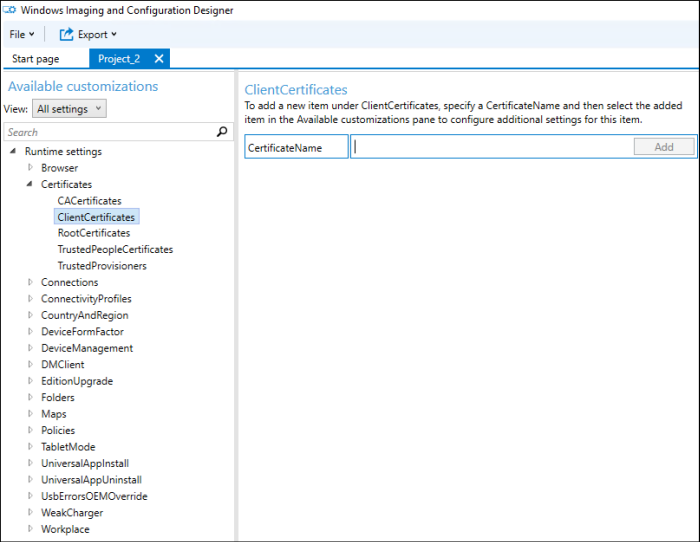 Windows Imaging and Configuration Designer
File
Export
Start page
Project_2
Available customizations
View: All settings
Search
Runtime settings
Browser
Certificates
CACertificates
ClientCertificates
RootCertificates
TrustedPeopleCertificates
TrustedProvisioners
Connections
ConnectivityProfiles
CountryAndRegion
DeviceFormFactor
DeviceManagement
DMClient
EditionUpgrade
Folders
Maps
Policies
TabletMode
UniversalAppInstall
UniversalAppUninstall
UsbErrorsOEMOverride
WeakCharger
Workplace
ClientCertificates
To add a new item under ClientCertificates, specify a CertificateName and then select the added
item in the Available customizations pane to configure additional settings for this item.
CertificateName
Add